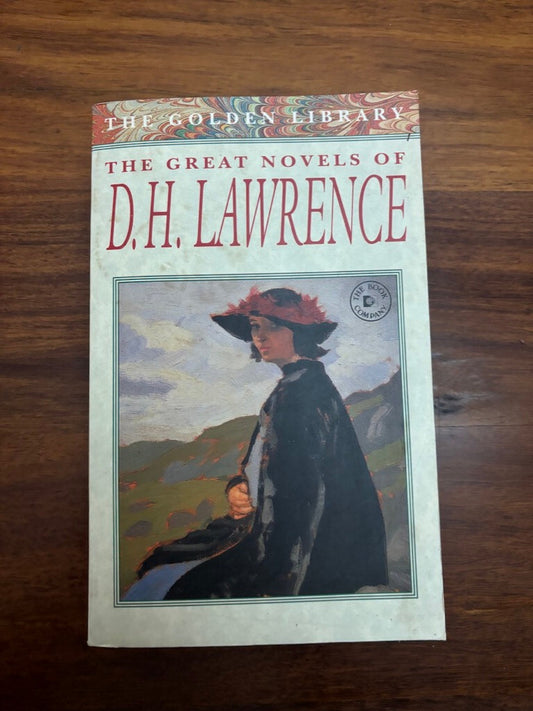 THE GOLDEN LIBRARY
THE GREAT NOVELS OF
D.H. LAWRENCE
THE BOOK
COMPANY